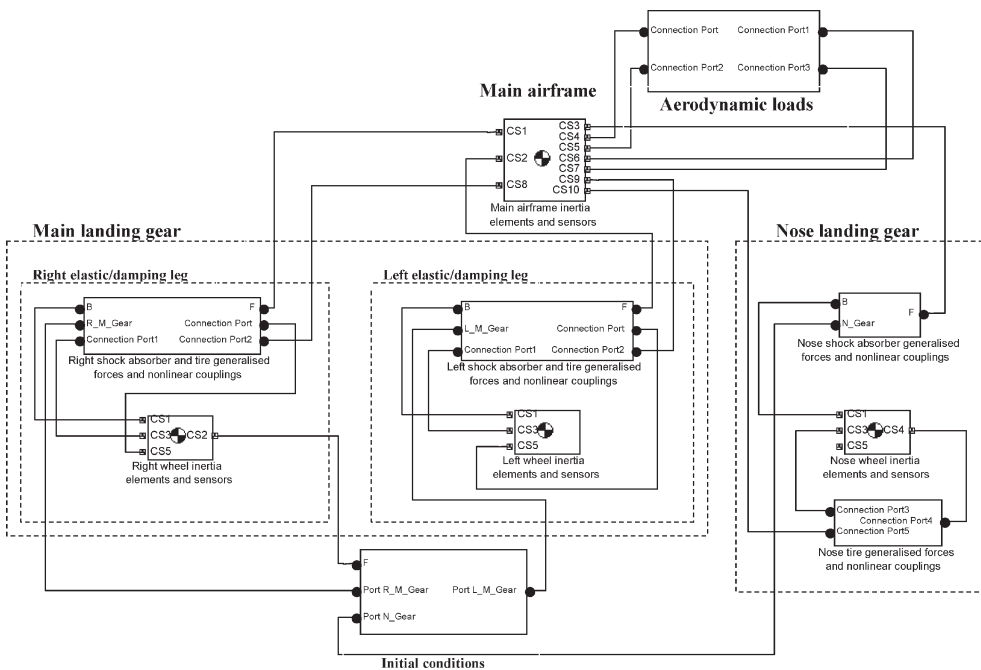 Connection Port Connection Port1
Connection Port2 Connection Port3
Aerodynamic loads
Main airframe
CS1 CS3
CS4
CS2 CS5
CS6
CS7
CS8 CS9
CS10
Main airframe inertia
elements and sensors
Main landing gear
Right elastic/damping leg
B F
R_M_Gear Connection Port
Connection Port1 Connection Port2
Right shock absorber and tire generalised
forces and nonlinear couplings
CS1
CS3 CS2
CS5
Right wheel inertia
elements and sensors
Left elastic/damping leg
B F
L_M_Gear Connection Port
Connection Port1 Connection Port2
Left shock absorber and tire generalised
forces and nonlinear couplings
CS1
CS3
CS5
Left wheel inertia
elements and sensors
Nose landing gear
B
F
N_Gear
Nose shock absorber generalised
forces and nonlinear couplings
CS1
CS3 CS4
CS5
Nose wheel inertia
elements and sensors
Connection Port3
Connection Port4
Connection Port5
Nose tire generalised forces
and nonlinear couplings
F
Port R_M_Gear Port L_M_Gear
Port N_Gear
Initial conditions